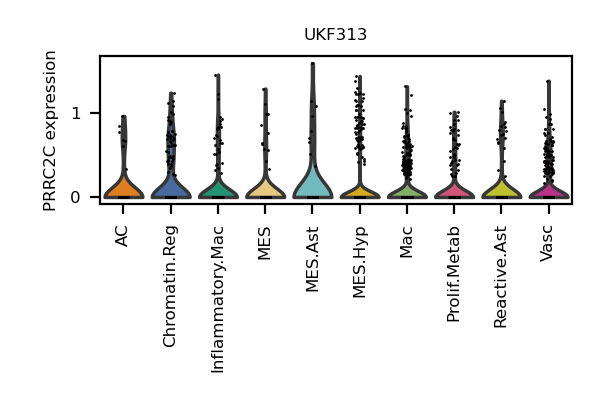 UKF313
PRRC2C expression
1
0
AC
Chromatin.Reg
Inflammatory.Mac
MES
MES.Ast
MES.Hyp
Mac
Prolif.Metab
Reactive.Ast
Vasc